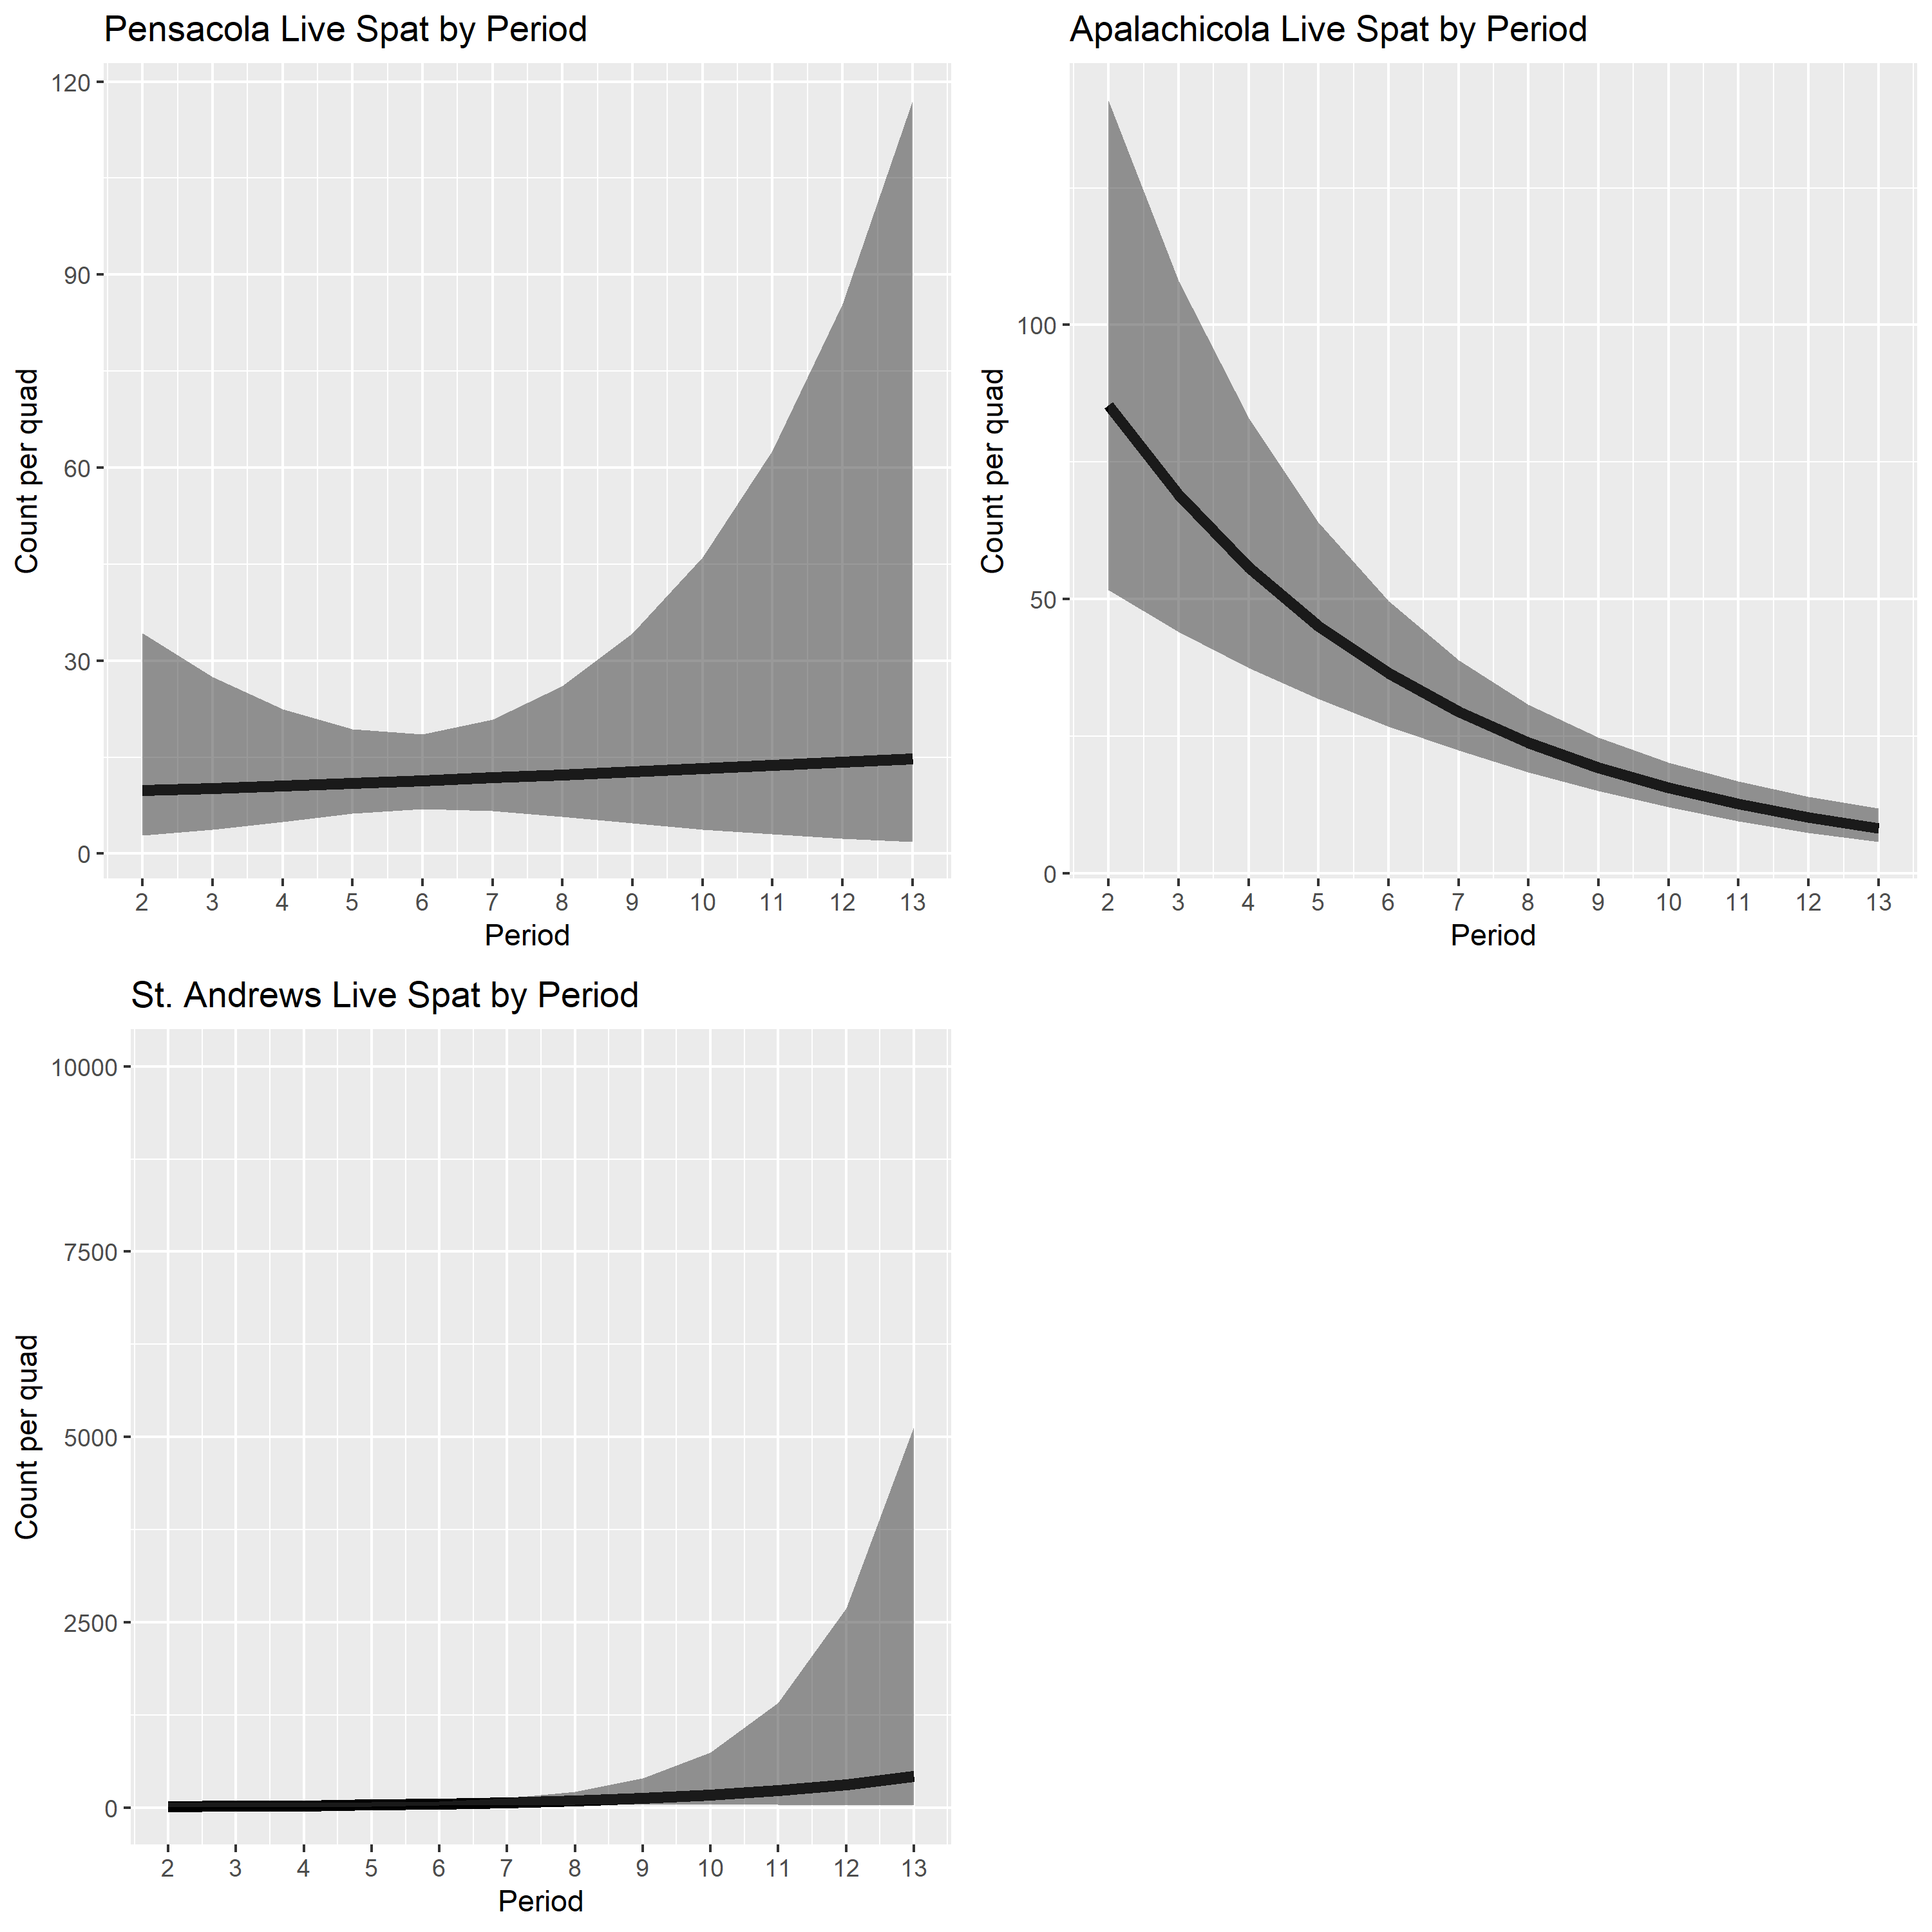 Pensacola Live Spat by Period
120
90
60
30
0
Count per quad
2 3 4 5 6 7 8 9 10 11 12 13
Period
Apalachicola Live Spat by Period
100
50
0
Count per quad
2 3 4 5 6 7 8 9 10 11 12 13
Period
St. Andrews Live Spat by Period
10000
7500
5000
2500
0
Count per quad
2 3 4 5 6 7 8 9 10 11 12 13
Period